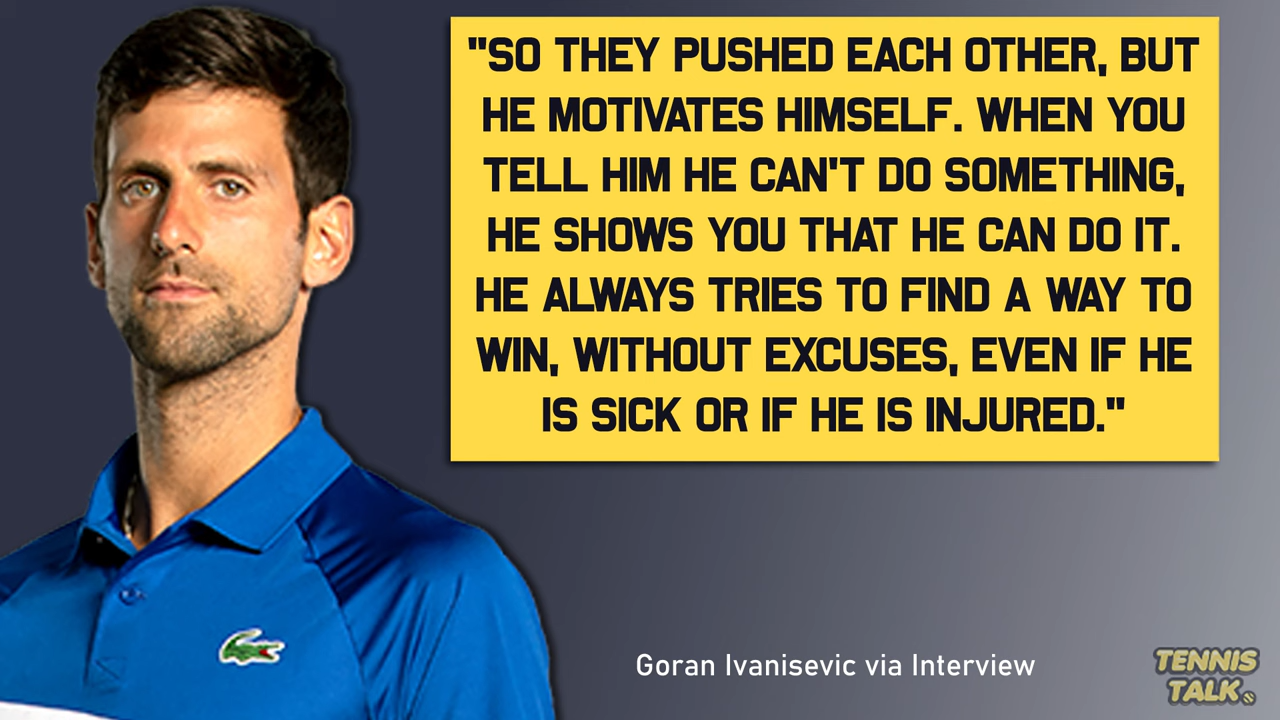 "SO THEY PUSHED EACH OTHER, BUT
HE MOTIVATES HIMSELF. WHEN YOU
TELL HIM HE CAN'T DO SOMETHING,
HE SHOWS YOU THAT HE CAN DO IT.
HE ALWAYS TRIES TO FIND A WAY TO
WIN, WITHOUT EXCUSES, EVEN IF HE
IS SICK OR IF HE IS INJURED."
Goran Ivanisevic via Interview
TENNIS
TALK